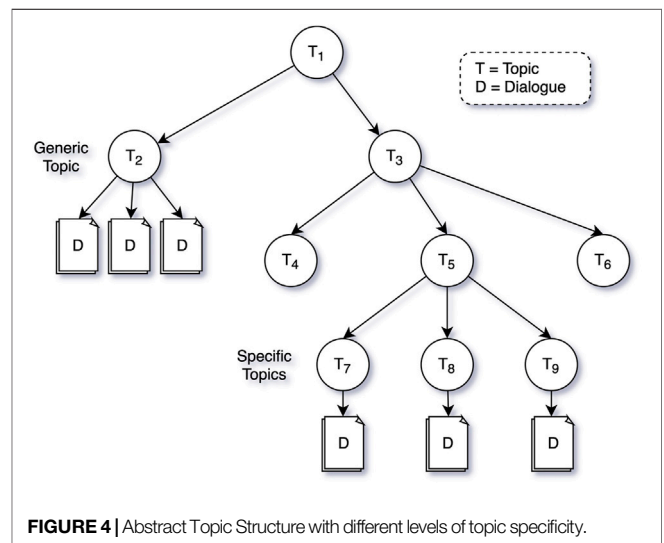 T1
T = Topic
D = Dialogue
Generic
Topic
T2
T3
D D D
T4
T5
T6
Specific
Topics
T7
T8
T9
D D D
FIGURE 4 | Abstract Topic Structure with different levels of topic specificity.